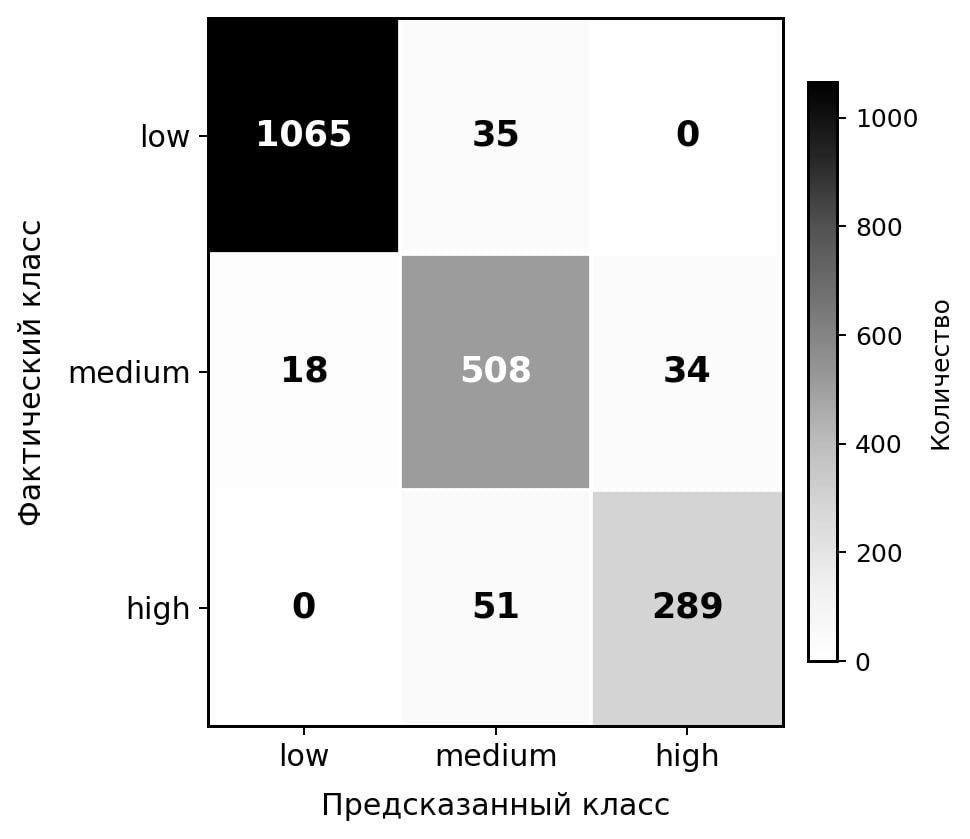 low 1065 35 0
medium 18 508 34
high 0 51 289
low medium high
Предсказанный класс
Фактический класс
1000
800
600
400
200
0
Количество